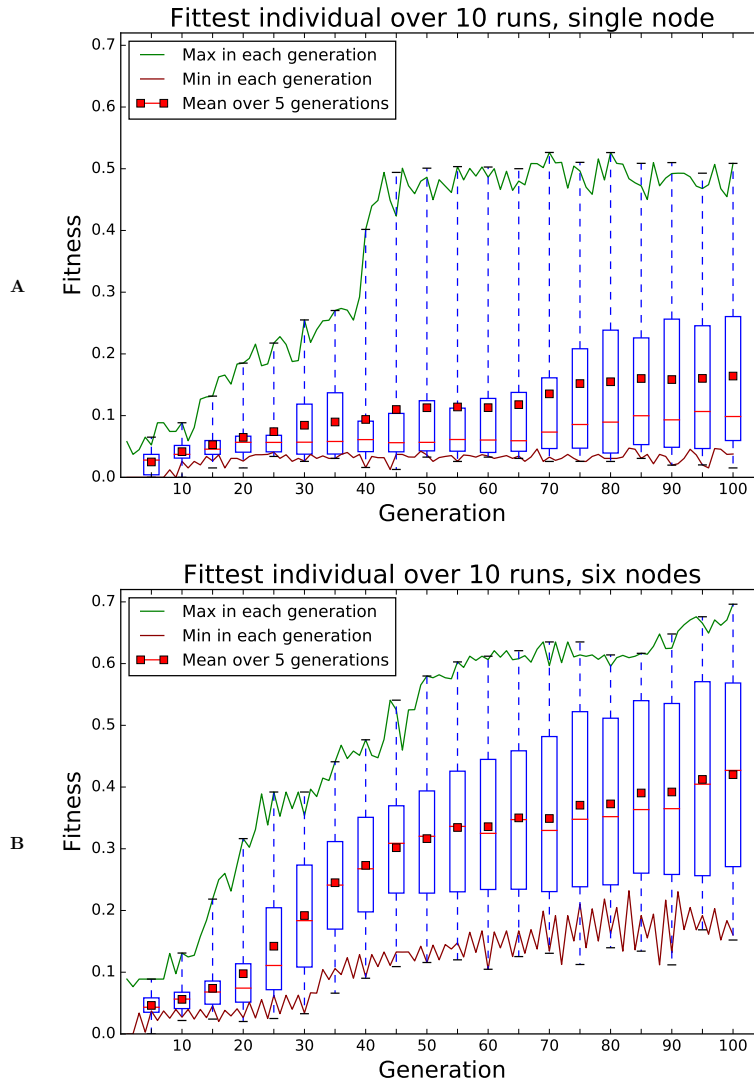 Fittest individual over 10 runs, single node
Max in each generation
Min in each generation
Mean over 5 generations
0.7
0.6
0.5
0.4
0.3
0.2
0.1
0.0
Fitness
A
10 20 30 40 50 60 70 80 90 100
Generation
Fittest individual over 10 runs, six nodes
Max in each generation
Min in each generation
Mean over 5 generations
0.7
0.6
0.5
0.4
0.3
0.2
0.1
0.0
Fitness
B
10 20 30 40 50 60 70 80 90 100
Generation